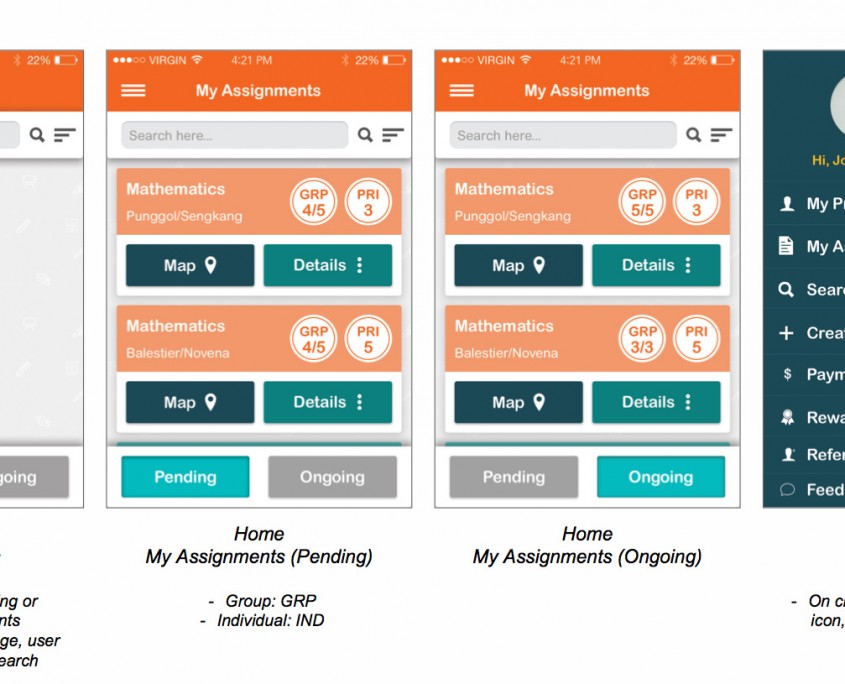 22%
going
ng or
nts
ge, user
earch
VIRGIN 4:21 PM 22%
My Assignments
Search here...
Mathematics
Punggol/Sengkang
GRP
4/5
PRI
3
Map
Details
Mathematics
Balestier/Novena
GRP
4/5
PRI
5
Map
Details
Pending
Ongoing
Home
My Assignments (Pending)
- Group: GRP
- Individual: IND
VIRGIN 4:21 PM 22%
My Assignments
Search here...
Mathematics
Punggol/Sengkang
GRP
5/5
PRI
3
Map
Details
Mathematics
Balestier/Novena
GRP
3/3
PRI
5
Map
Details
Pending
Ongoing
Home
My Assignments (Ongoing)
Hi, Jo
My P
My A
Sear
Crea
$ Paym
Rewa
Refer
Feed
- On c
icon,